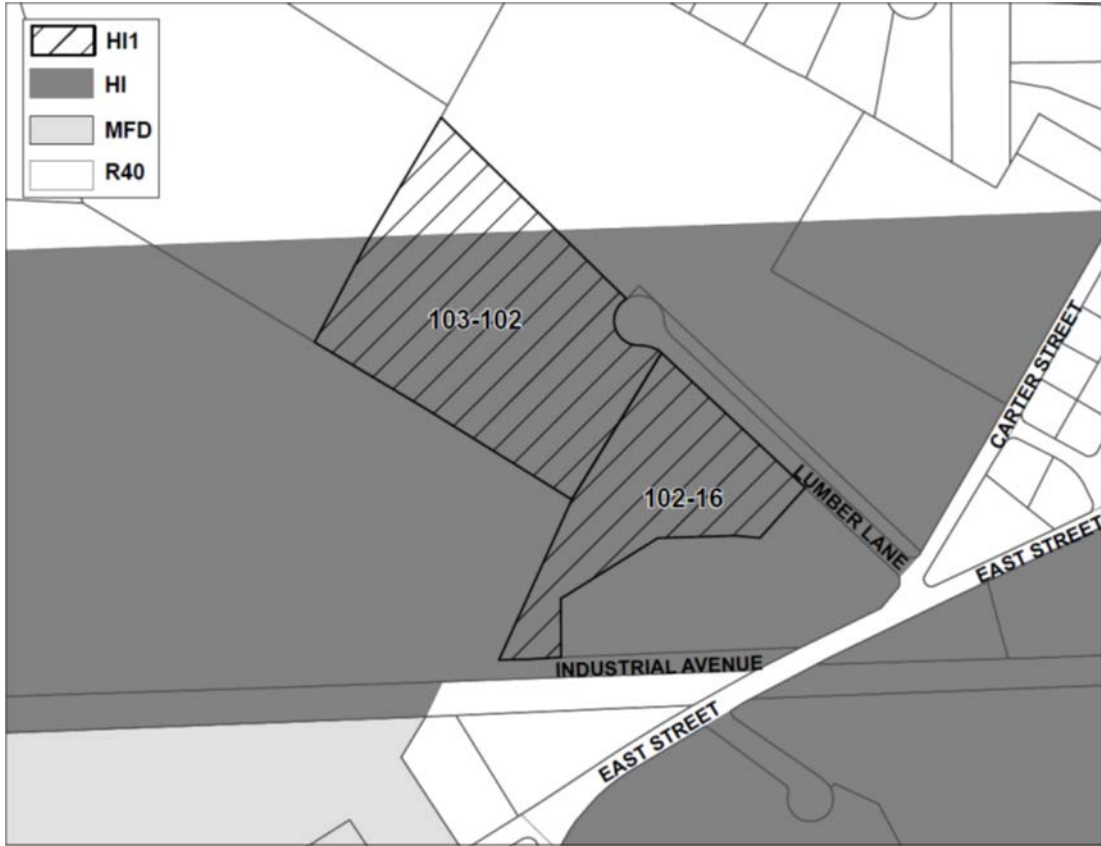 HI1
HI
MFD
R40
103-102
102-16
LUMBER LANE
CARTER STREET
EAST STREET
INDUSTRIAL AVENUE
EAST STREET